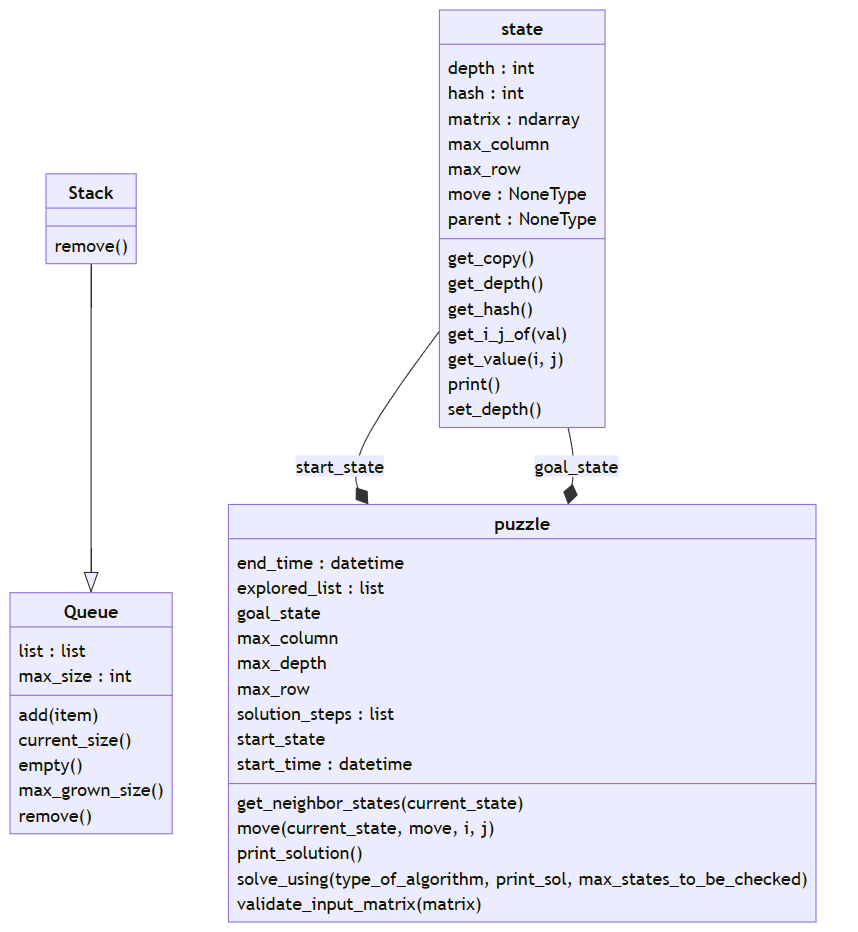 state
depth : int
hash : int
matrix : ndarray
max_column
max_row
move : NoneType
parent : NoneType
get_copy()
get_depth()
get_hash()
get_i_j_of(val)
get_value(i, j)
print()
set_depth()
Stack
remove()
start_state
goal_state
Queue
list : list
max_size : int
add(item)
current_size()
empty()
max_grown_size()
remove()
puzzle
end_time : datetime
explored_list : list
goal_state
max_column
max_depth
max_row
solution_steps : list
start_state
start_time : datetime
get_neighbor_states(current_state)
move(current_state, move, i, j)
print_solution()
solve_using(type_of_algorithm, print_sol, max_states_to_be_checked)
validate_input_matrix(matrix)